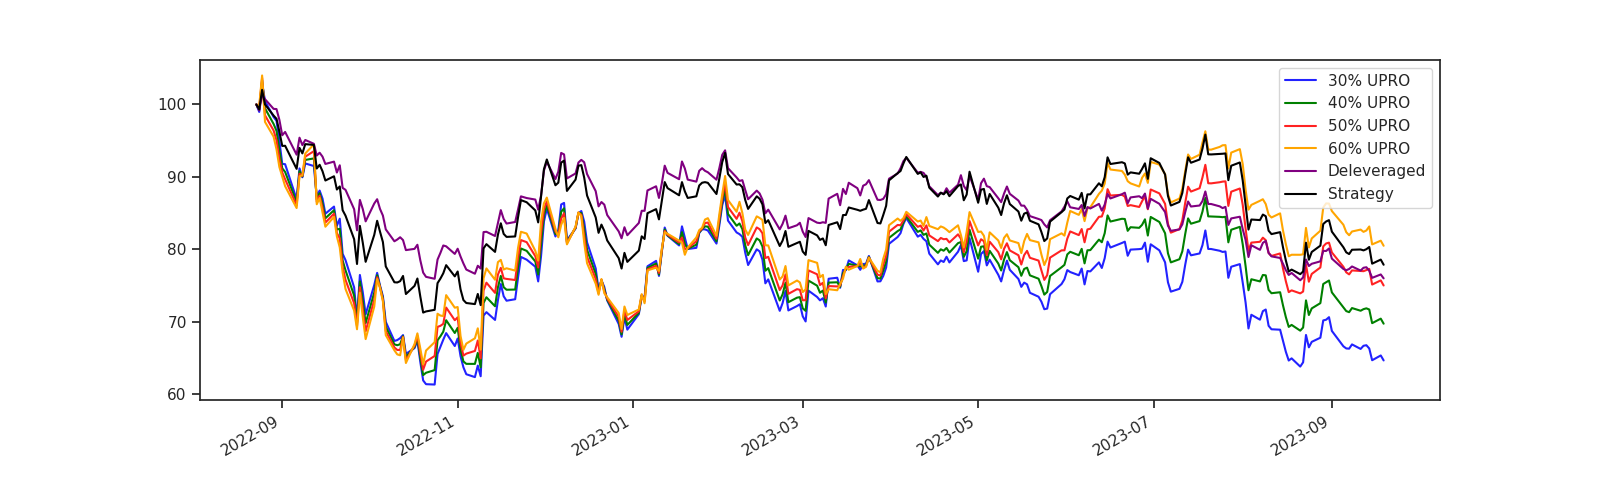 100
90
80
70
60
2022-09
2022-11
2023-01
2023-03
2023-05
2023-07
2023-09
30% UPRO
40% UPRO
50% UPRO
60% UPRO
Deleveraged
Strategy